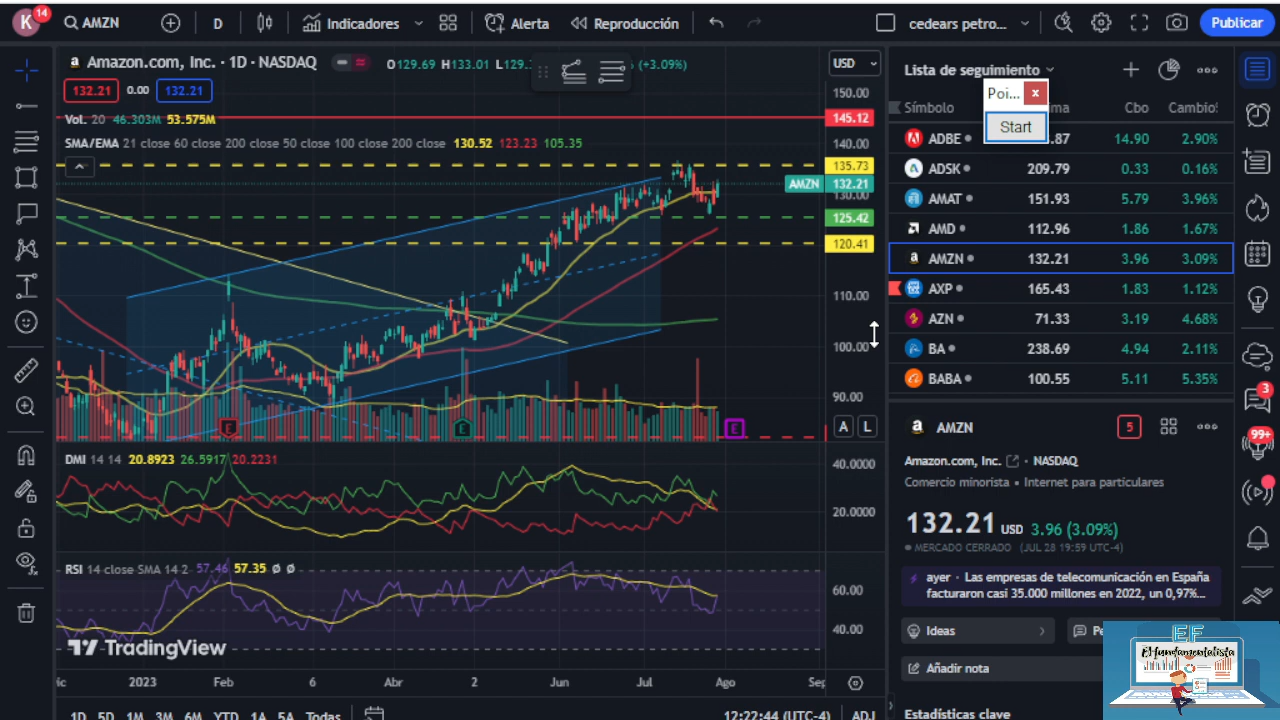 K 14 AMZN D Indicadores Alerta Reproducción cedears petro... Publicar
Amazon.com, Inc. · 1D · NASDAQ O129.69 H133.01 (+3.09%)
132.21 0.00 132.21
Vol. 20 46.303M 53.575M
SMA/EMA 21 close 60 close 200 close 50 close 100 close 200 close 130.52 123.23 105.35
USD
150.00
145.12
140.00
135.73
AMZN 132.21
130.00
125.42
120.41
110.00
100.00
90.00
E E E
A L
DMI 14 14 20.8923 26.5917 20.2231
40.0000
20.0000
RSI 14 close SMA 14 2 57.46 57.35 Ø Ø
60.00
40.00
TradingView
2023 Feb 6 Abr 2 Jun Jul Ago
1D 5D 1M 3M 6M YTD 1A 5A Todas 12:22:44 (UTC-4) ADJ
Lista de seguimiento
Poi... x
Start
Símbolo Cbo Cambio
ADBE 14.90 2.90%
ADSK 209.79 0.33 0.16%
AMAT 151.93 5.79 3.96%
AMD 112.96 1.86 1.67%
AMZN 132.21 3.96 3.09%
AXP 165.43 1.83 1.12%
AZN 71.33 3.19 4.68%
BA 238.69 4.94 2.11%
BABA 100.55 5.11 5.35%
AMZN 5
Amazon.com, Inc. · NASDAQ
Comercio minorista • Internet para particulares
132.21 USD 3.96 (3.09%)
MERCADO CERRADO (JUL 28 19:59 UTC-4)
ayer · Las empresas de telecomunicación en España
facturaron casi 35.000 millones en 2022, un 0,97%...
Ideas
Añadir nota
Estadísticas clave
3
99+
EF
El fundamentalista